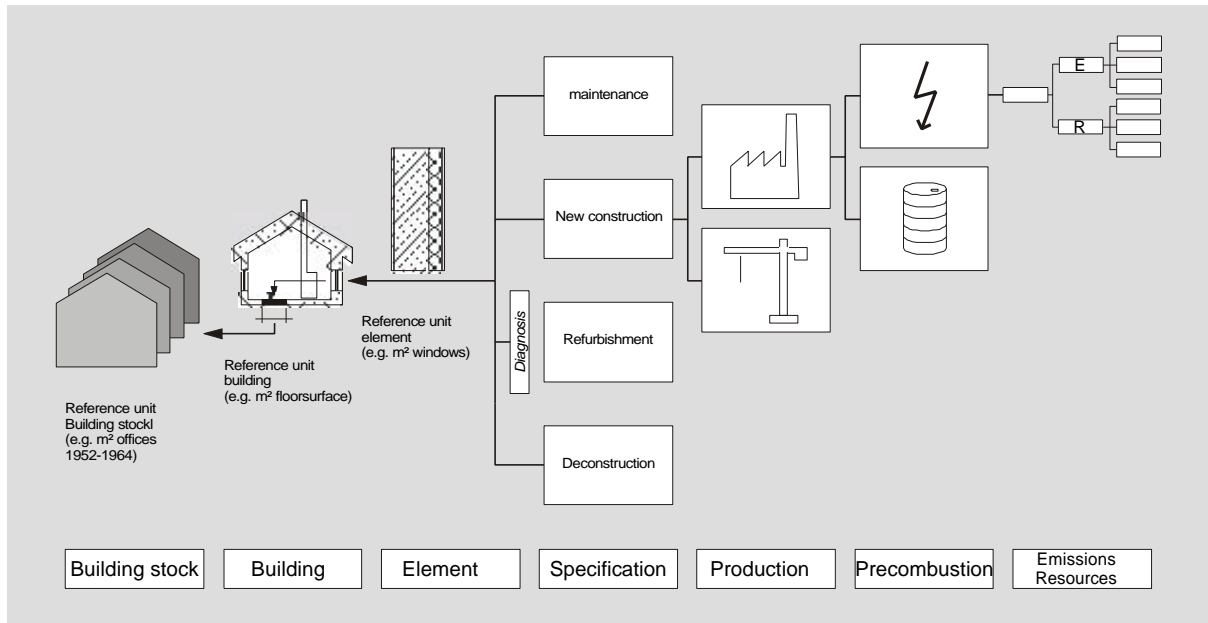 maintenance
New construction
Diagnosis
Refurbishment
Deconstruction
E
R
Reference unit
element
(e.g. m² windows)
Reference unit
building
(e.g. m² floorsurface)
Reference unit
Building stockl
(e.g. m² offices
1952-1964)
Building stock
Building
Element
Specification
Production
Precombustion
Emissions
Resources